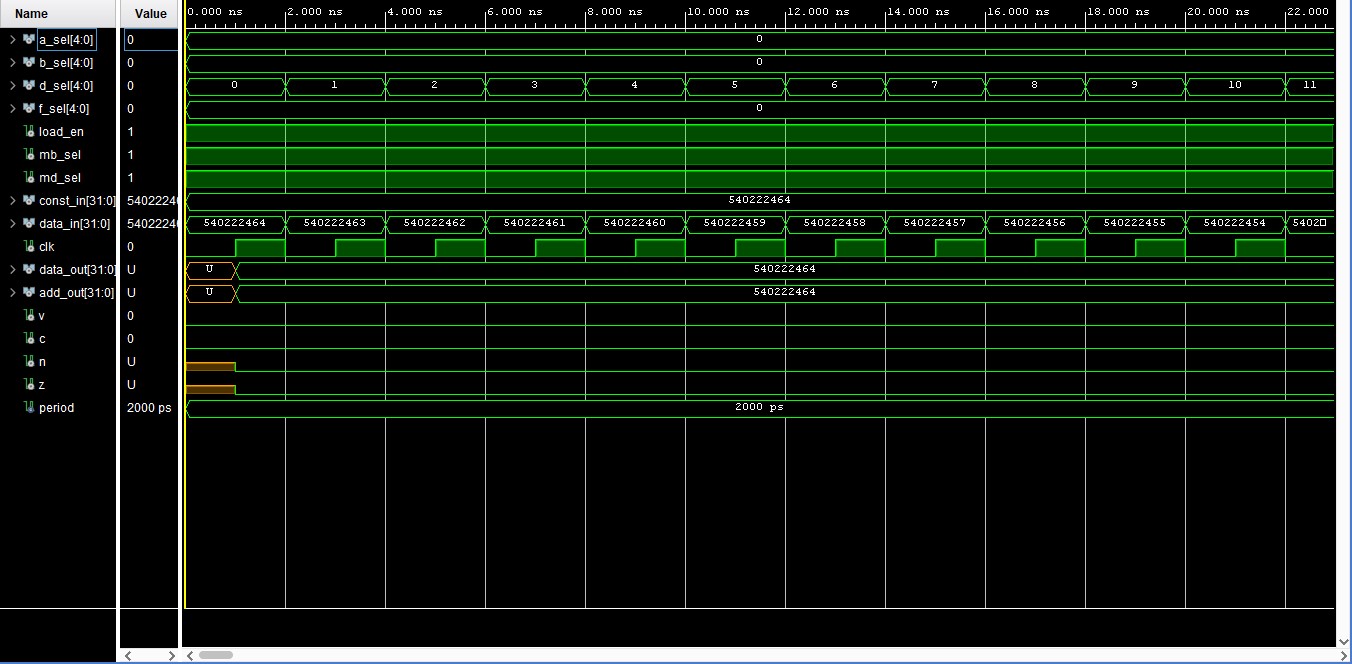 Name Value 0.000 ns 2.000 ns 4.000 ns 6.000 ns 8.000 ns 10.000 ns 12.000 ns 14.000 ns 16.000 ns 18.000 ns 20.000 ns 22.000
a_sel[4:0] 0 0
b_sel[4:0] 0 0
d_sel[4:0] 0 0 1 2 3 4 5 6 7 8 9 10 11
f_sel[4:0] 0 0
load_en 1
mb_sel 1
md_sel 1
const_in[31:0] 54022246 540222464
data_in[31:0] 54022246 540222464 540222463 540222462 540222461 540222460 540222459 540222458 540222457 540222456 540222455 540222454 5402
clk 0
data_out[31:0] U U 540222464
add_out[31:0] U U 540222464
v 0
c 0
n U
z U
period 2000 ps 2000 ps